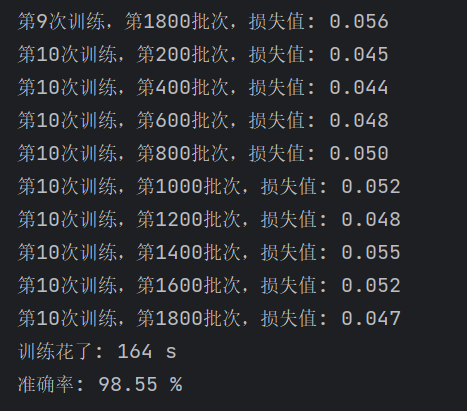 第9次训练，第1800批次，损失值: 0.056
第10次训练，第200批次，损失值: 0.045
第10次训练，第400批次，损失值: 0.044
第10次训练，第600批次，损失值: 0.048
第10次训练，第800批次，损失值: 0.050
第10次训练，第1000批次，损失值: 0.052
第10次训练，第1200批次，损失值: 0.048
第10次训练，第1400批次，损失值: 0.055
第10次训练，第1600批次，损失值: 0.052
第10次训练，第1800批次，损失值: 0.047
训练花了: 164 s
准确率: 98.55 %